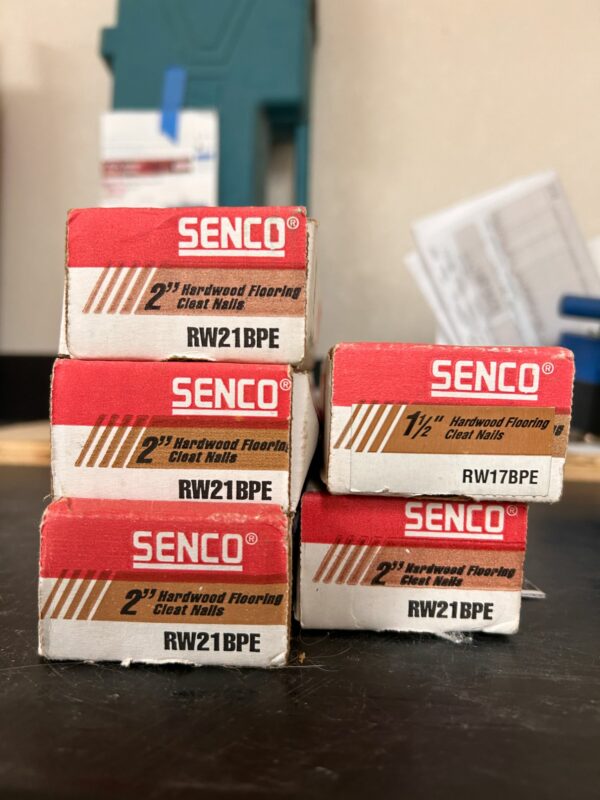 SENCO®
2" Hardwood Flooring
Cleat Nails
RW21BPE
SENCO®
2" Hardwood Floorin
Cleat Nails
RW21BPE
SENCO®
2" Hardwood Flooring
Cleat Nails
RW21BPE
SENCO®
1½" Hardwood Flooring
Cleat Nails
RW17BPE
SENCO®
2" Hardwood Flooring
Cleat Nails
RW21BPE